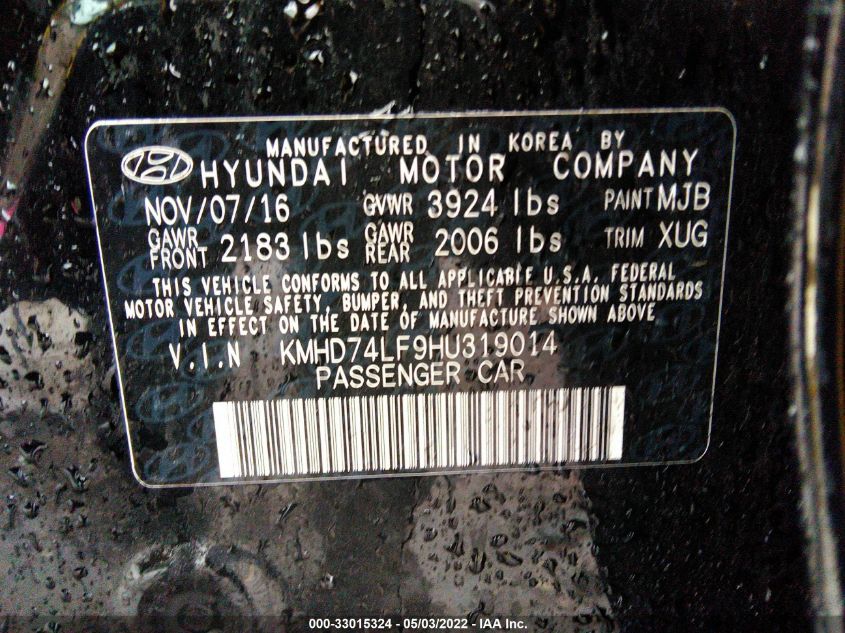 MANUFACTURED IN KOREA BY
HYUNDAI MOTOR COMPANY
NOV/07/16 GVWR 3924 lbs PAINT MJB
GAWR FRONT 2183 lbs GAWR REAR 2006 lbs TRIM XUG
THIS VEHICLE CONFORMS TO ALL APPLICABLE U.S.A. FEDERAL
MOTOR VEHICLE SAFETY, BUMPER, AND THEFT PREVENTION STANDARDS
IN EFFECT ON THE DATE OF MANUFACTURE SHOWN ABOVE
V.I.N KMHD74LF9HU319014
PASSENGER CAR
000-33015324 - 05/03/2022 - IAA Inc.